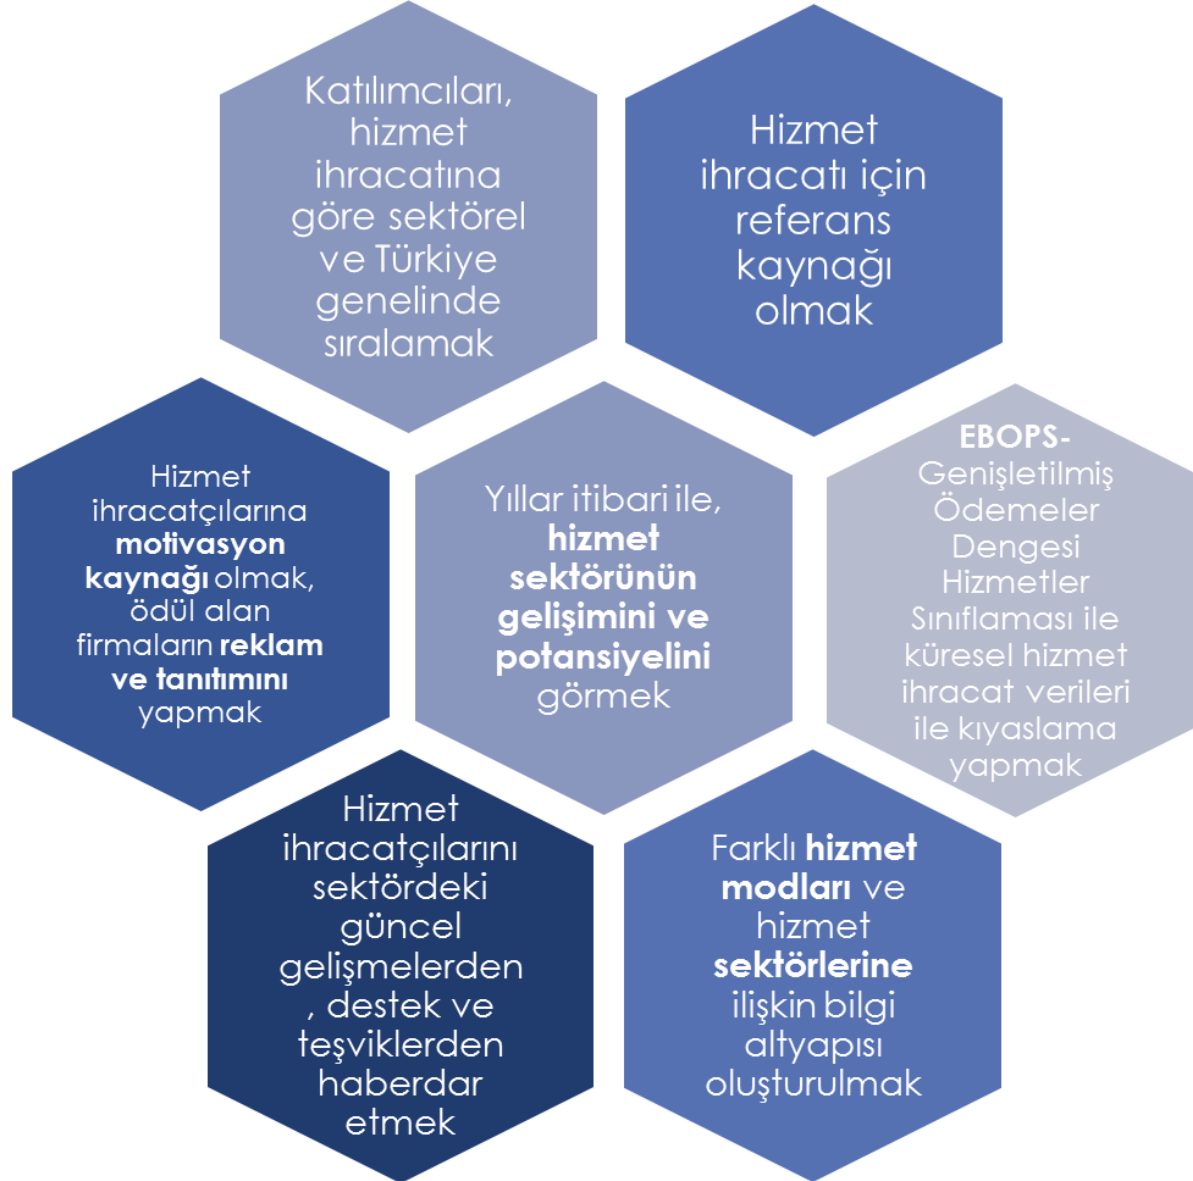 Katılımcıları,
hizmet
ihracatına
göre sektörel
ve Türkiye
genelinde
sıralamak
Hizmet
ihracatı için
referans
kaynağı
olmak
Hizmet
ihracatçılarına
motivasyon
kaynağı olmak,
ödül alan
firmaların reklam
ve tanıtımını
yapmak
Yıllar itibari ile,
hizmet
sektörünün
gelişimini ve
potansiyelini
görmek
EBOPS-
Genişletilmiş
Ödemeler
Dengesi
Hizmetler
Sınıflaması ile
küresel hizmet
ihracat verileri
ile kıyaslama
yapmak
Hizmet
ihracatçılarını
sektördeki
güncel
gelişmelerden
, destek ve
teşviklerden
haberdar
etmek
Farklı hizmet
modları ve
hizmet
sektörlerine
ilişkin bilgi
altyapısı
oluşturulmak